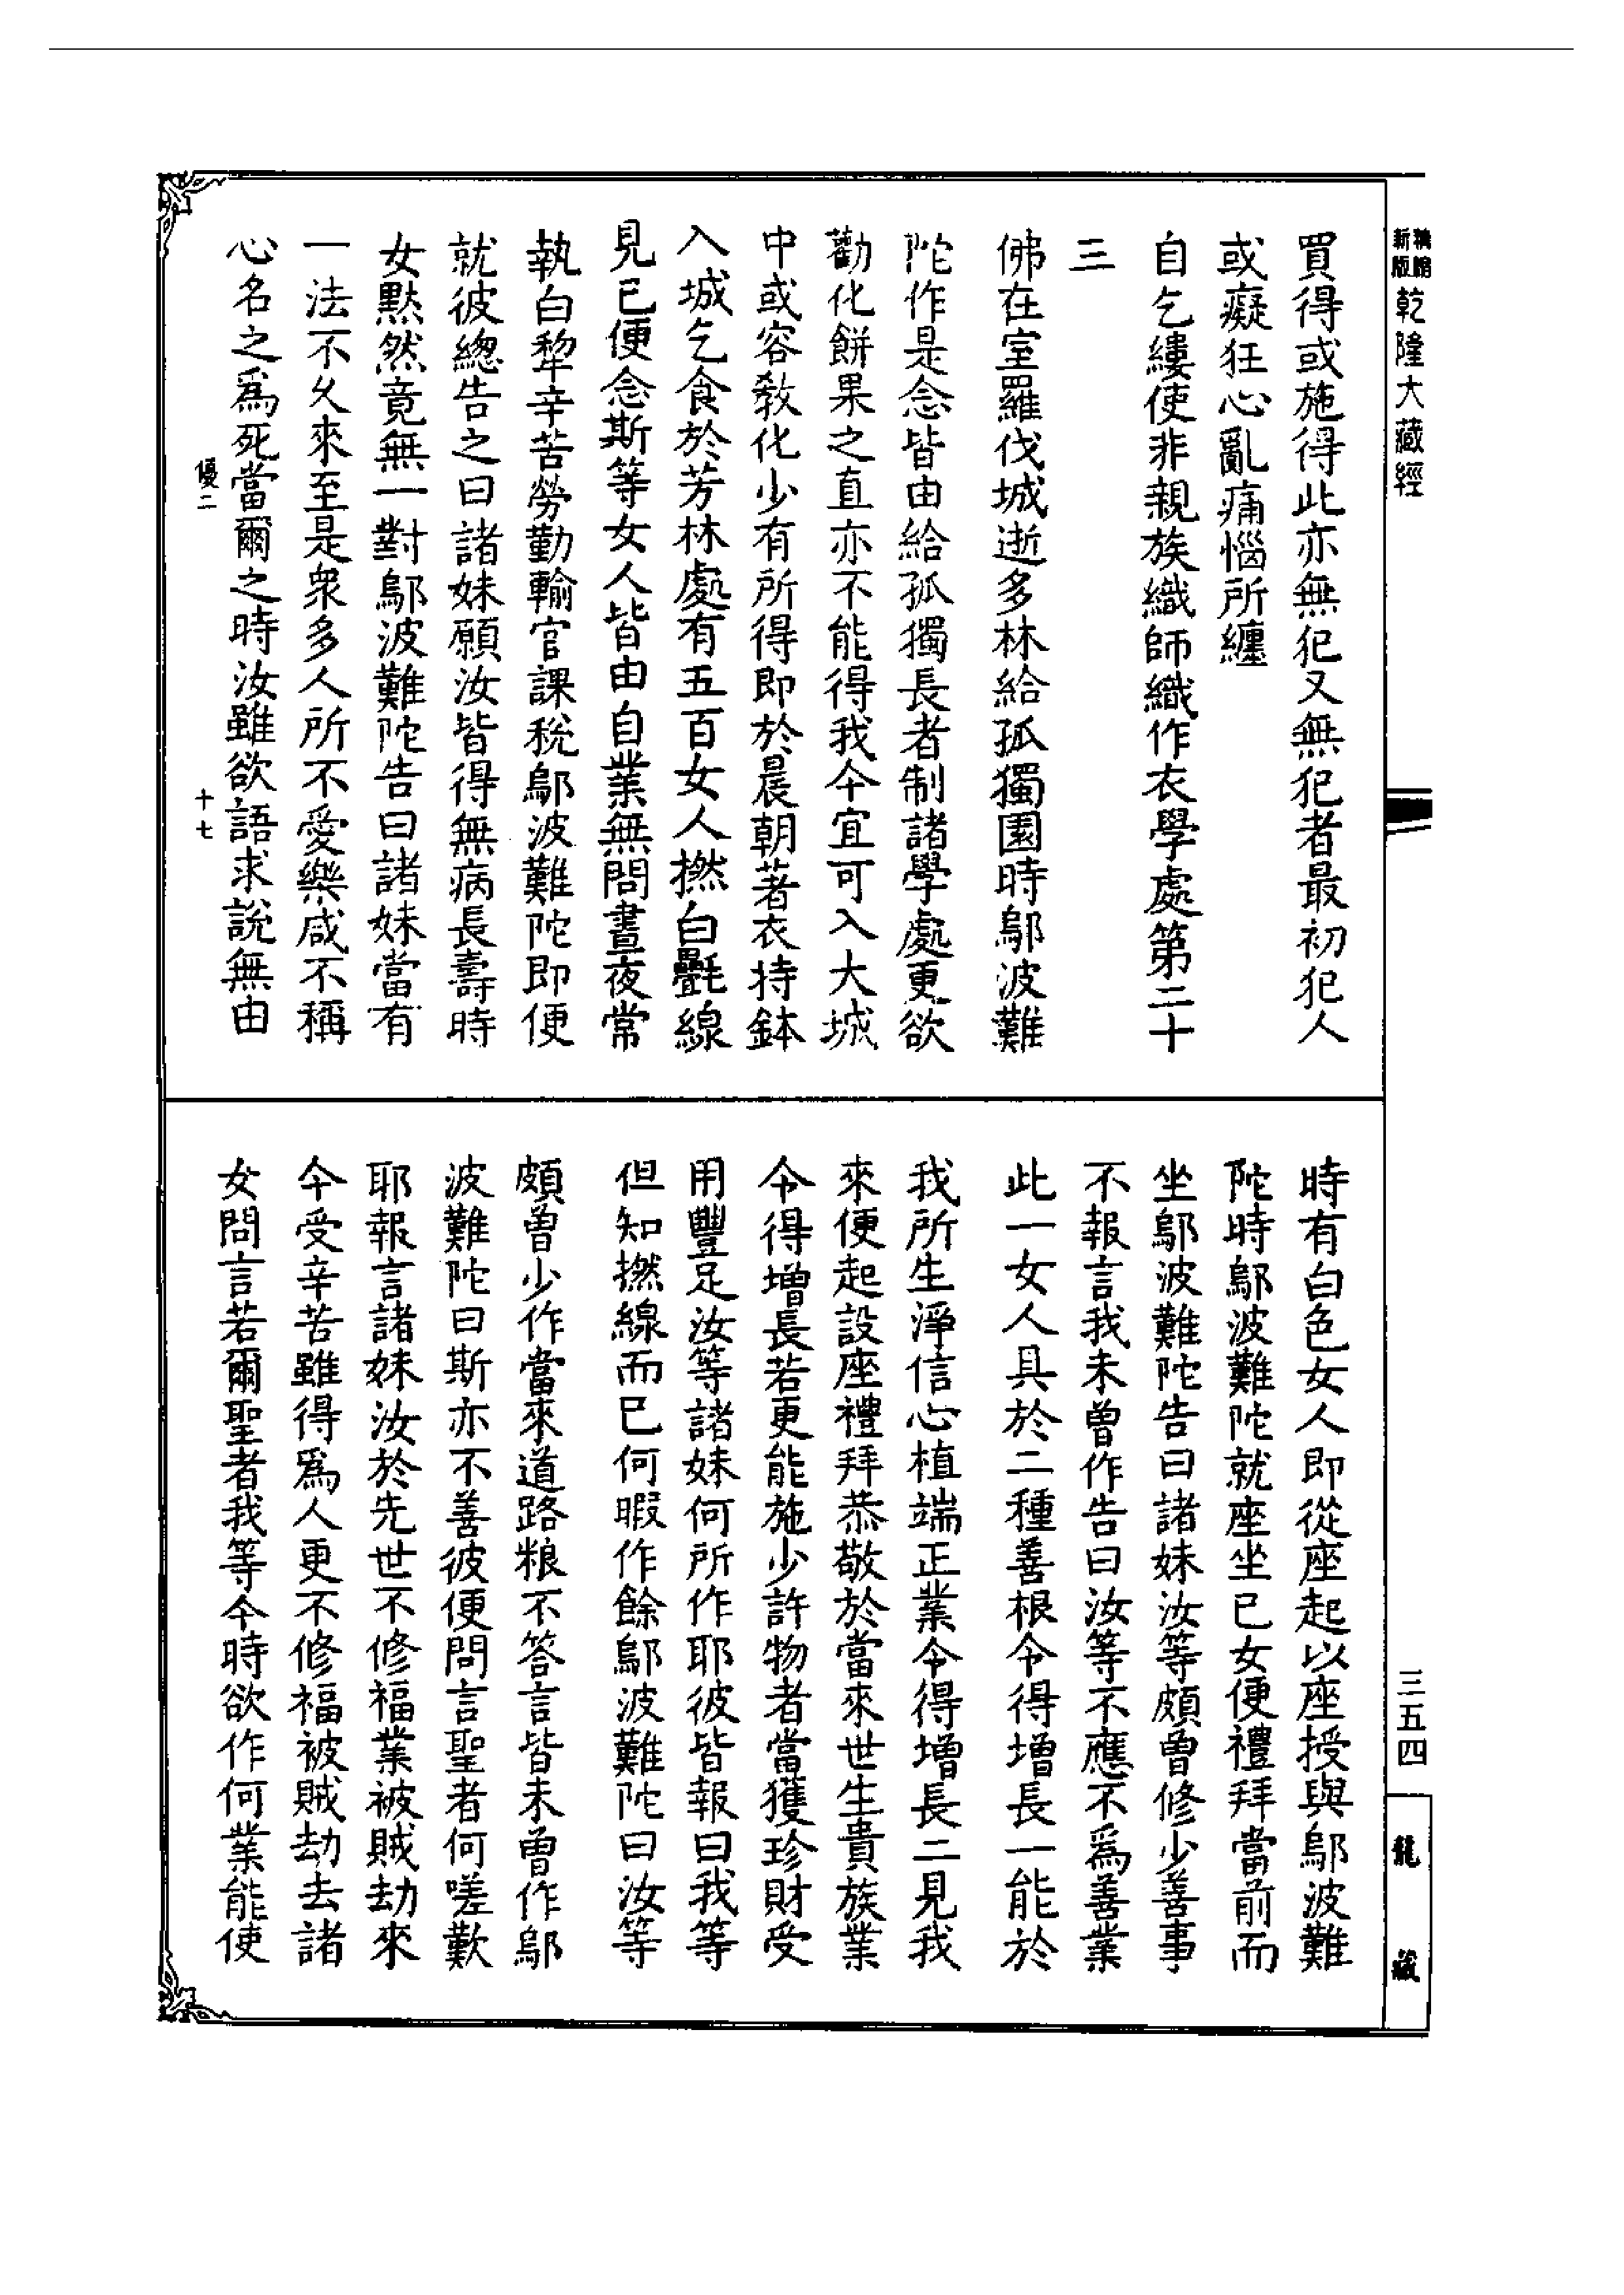 新版
乾隆大藏經
三五四
龍藏
買得或施得此亦無犯又無犯者最初犯人
或癡狂心亂痛惱所纏
自乞縷使非親族織師織作衣學處第二十
三
佛在室羅伐城逝多林給孤獨園時鄔波難
陀作是念皆由給孤獨長者制諸學處更欲
勸化餅果之直亦不能得我今宜可入大城
中或容教化少有所得即於晨朝著衣持鉢
入城乞食於芳林處有五百女人撚白㲲線
見已便念斯等女人皆由自業無問晝夜常
執白犂辛苦勞勤輸官課稅鄔波難陀即便
就彼總告之曰諸妹願汝皆得無病長壽時
女默然竟無一對鄔波難陀告曰諸妹當有
一法不久來至是衆多人所不愛樂咸不稱
心名之爲死當爾之時汝雖欲語求說無由
優二
十七
時有白色女人即從座起以座授與鄔波難
陀時鄔波難陀就座坐已女便禮拜當前而
坐鄔波難陀告曰諸妹汝等頗曾修少善事
不報言我未曾作告曰汝等不應不爲善業
此一女人具於二種善根令得增長一能於
我所生淨信心植端正業令得增長二見我
來便起設座禮拜恭敬於當來世生貴族業
令得增長若更能施少許物者當獲珍財受
用豐足汝等諸妹何所作耶彼皆報曰我等
但知撚線而已何暇作餘鄔波難陀曰汝等
頗曾少作當來道路粮不答言皆未曾作鄔
波難陀曰斯亦不善彼便問言聖者何嗟歎
耶報言諸妹汝於先世不修福業被賊劫來
今受辛苦雖得爲人更不修福被賊劫去諸
女問言若爾聖者我等今時欲作何業能使